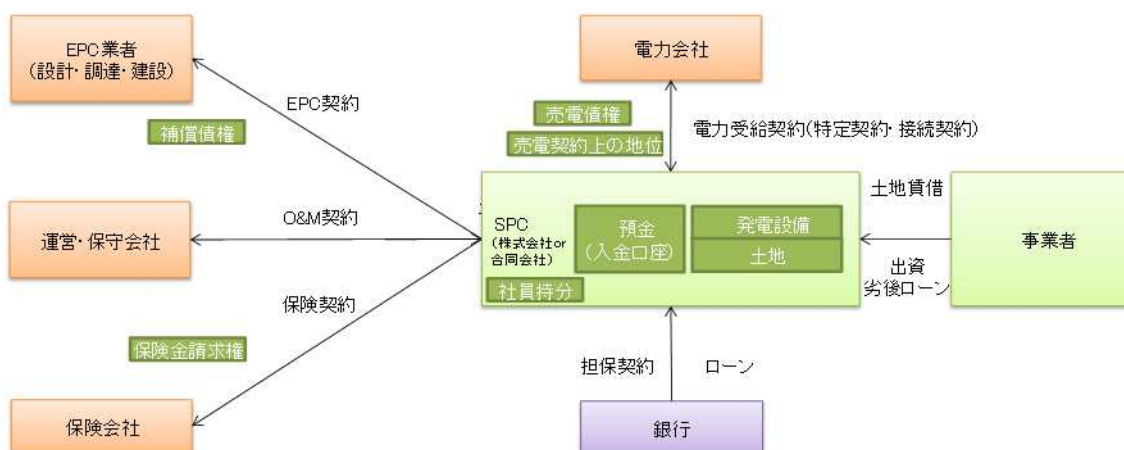 EPC業者
(設計・調達・建設)
電力会社
EPC契約
補償債権
売電債権
売電契約上の地位
電力受給契約(特定契約・接続契約)
土地賃借
運営・保守会社
O&M契約
SPC
(株式会社or
合同会社)
預金
(入金口座)
発電設備
土地
社員持分
事業者
出資
劣後ローン
保険契約
保険金請求権
担保契約
ローン
保険会社
銀行